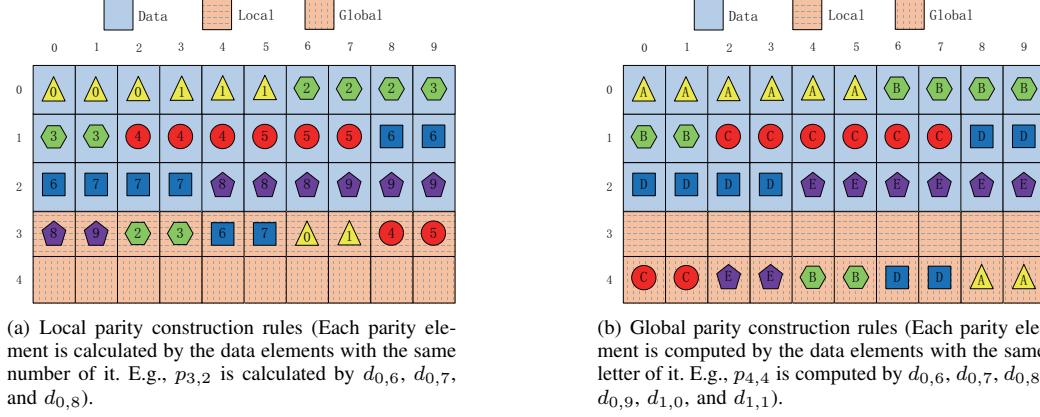 Data Local Global
0 1 2 3 4 5 6 7 8 9
0 0 0 0 1 1 1 2 2 2 3
1 3 3 4 4 4 5 5 5 6 6
2 6 7 7 7 8 8 8 9 9 9
3 8 9 2 3 6 7 0 1 4 5
4
(a) Local parity construction rules (Each parity ele-
ment is calculated by the data elements with the same
number of it. E.g., p3,2 is calculated by d0,6, d0,7,
and d0,8).
Data Local Global
0 1 2 3 4 5 6 7 8 9
0 A A A A A A B B B B
1 B B C C C C C C D D
2 D D D D E E E E E E
3
4 C C E E B B D D A A
(b) Global parity construction rules (Each parity ele-
ment is computed by the data elements with the same
letter of it. E.g., p4,4 is computed by d0,6, d0,7, d0,8
d0,9, d1,0, and d1,1).